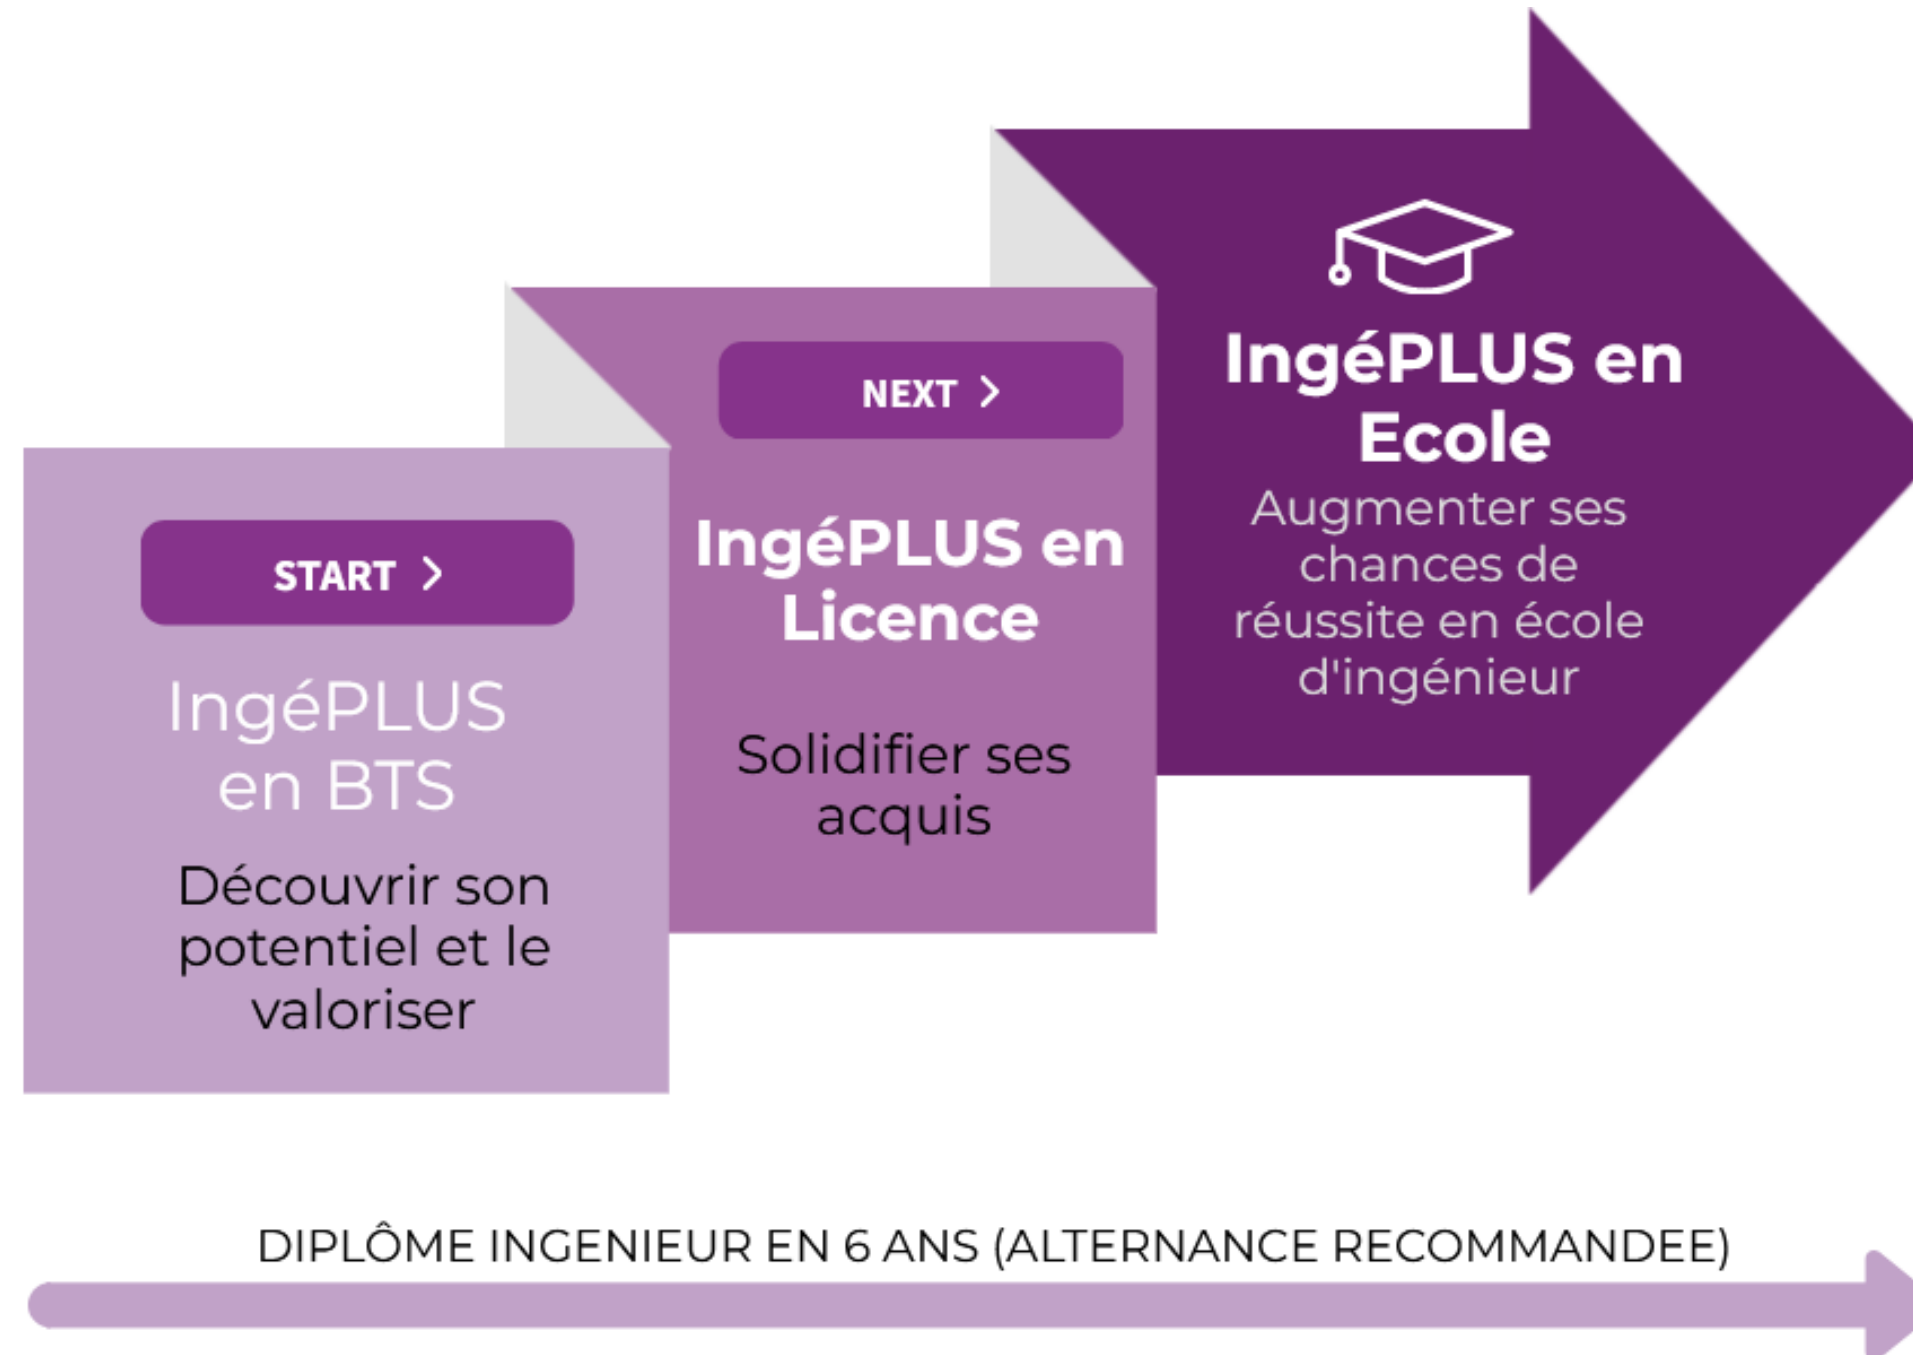 START >
IngéPLUS
en BTS
Découvrir son
potentiel et le
valoriser
NEXT >
IngéPLUS en
Licence
Solidifier ses
acquis
IngéPLUS en
Ecole
Augmenter ses
chances de
réussite en école
d'ingénieur
DIPLÔME INGENIEUR EN 6 ANS (ALTERNANCE RECOMMANDEE)